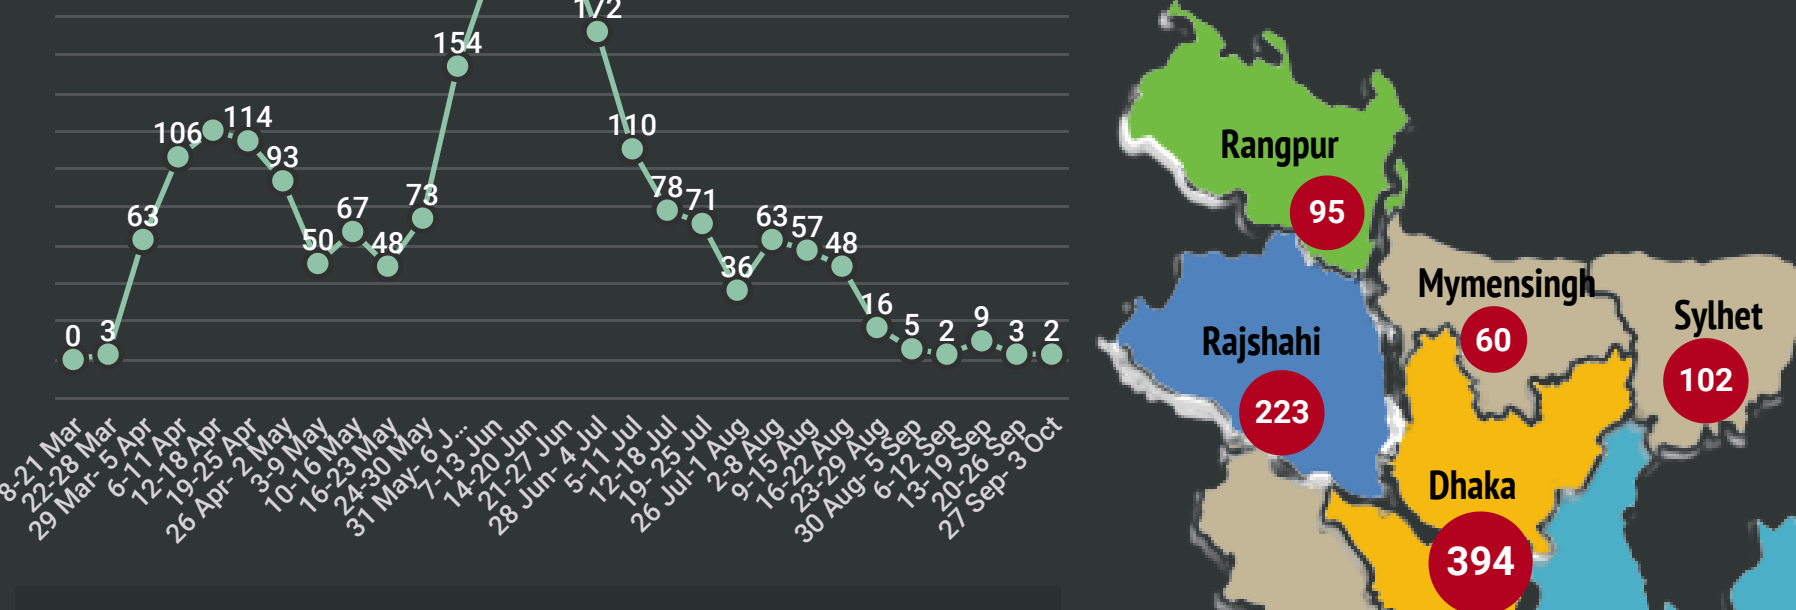 172
154
106
114
93
110
63
50
67
48
73
78
71
36
63
57
48
16
0
3
5
2
9
3
2
8-21 Mar
22-28 Mar
29 Mar- 5 Apr
6-11 Apr
12-18 Apr
19-25 Apr
26 Apr- 2 May
3-9 May
10-16 May
16-23 May
24-30 May
31 May- 6 J...
7-13 Jun
14-20 Jun
21-27 Jun
28 Jun- 4 Jul
5-11 Jul
12-18 Jul
19- 25 Jul
26 Jul-1 Aug
2-8 Aug
9-15 Aug
16-22 Aug
23-29 Aug
30 Aug- 5 Sep
6-12 Sep
13-19 Sep
20-26 Sep
27 Sep- 3 Oct
Rangpur
95
Mymensingh
60
Sylhet
102
Rajshahi
223
Dhaka
394